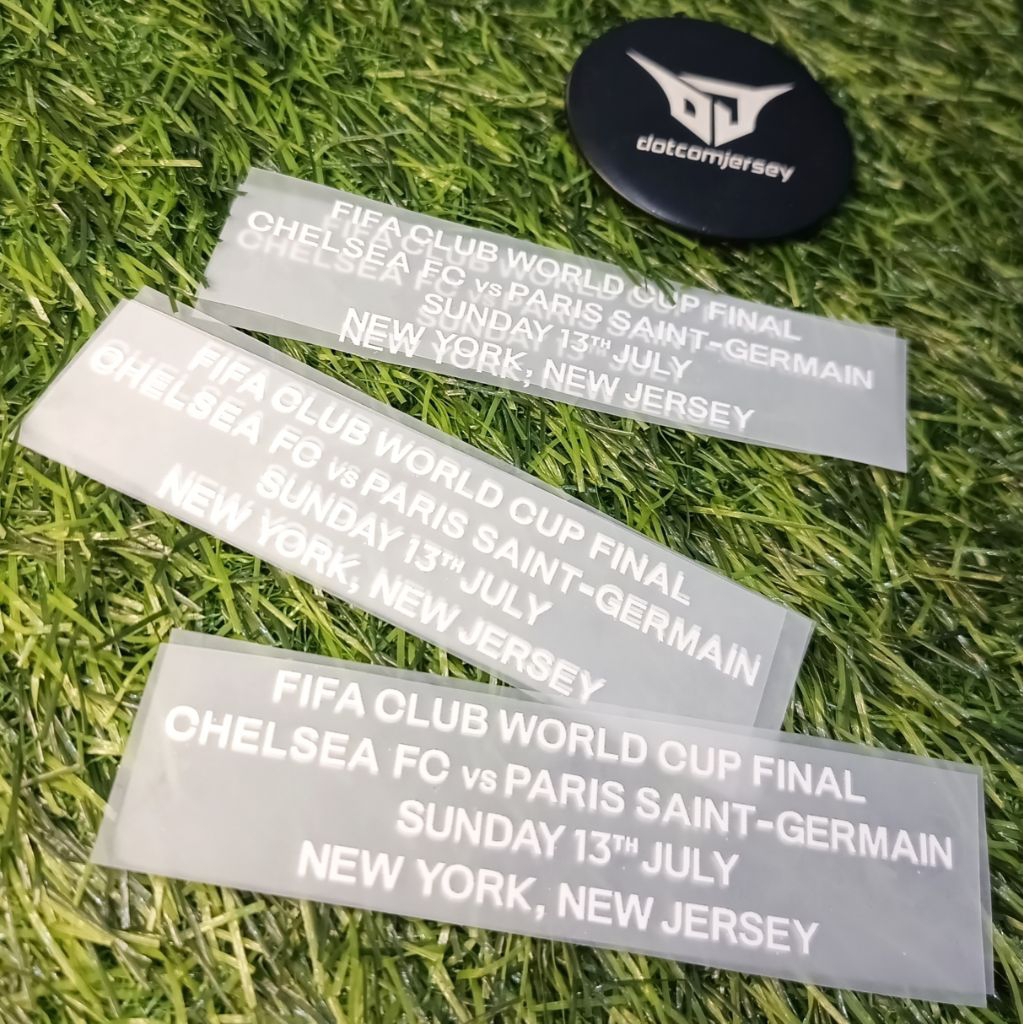 DJ
dotcomjersey
FIFA CLUB WORLD CUP FINAL
CHELSEA FC vs PARIS SAINT-GERMAIN
SUNDAY 13TH JULY
NEW YORK, NEW JERSEY
FIFA CLUB WORLD CUP FINAL
CHELSEA FC vs PARIS SAINT-GERMAIN
SUNDAY 13TH JULY
NEW YORK, NEW JERSEY
FIFA CLUB WORLD CUP FINAL
CHELSEA FC vs PARIS SAINT-GERMAIN
SUNDAY 13TH JULY
NEW YORK, NEW JERSEY